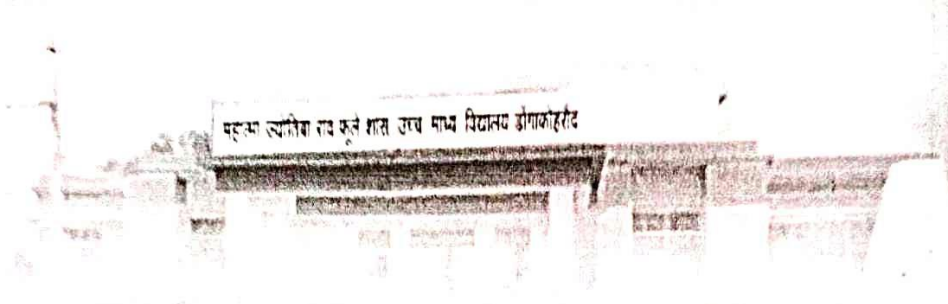 महात्मा ज्योतिबा राव फूले शास उच्च माध्य विद्यालय डोंगाकोहरौद